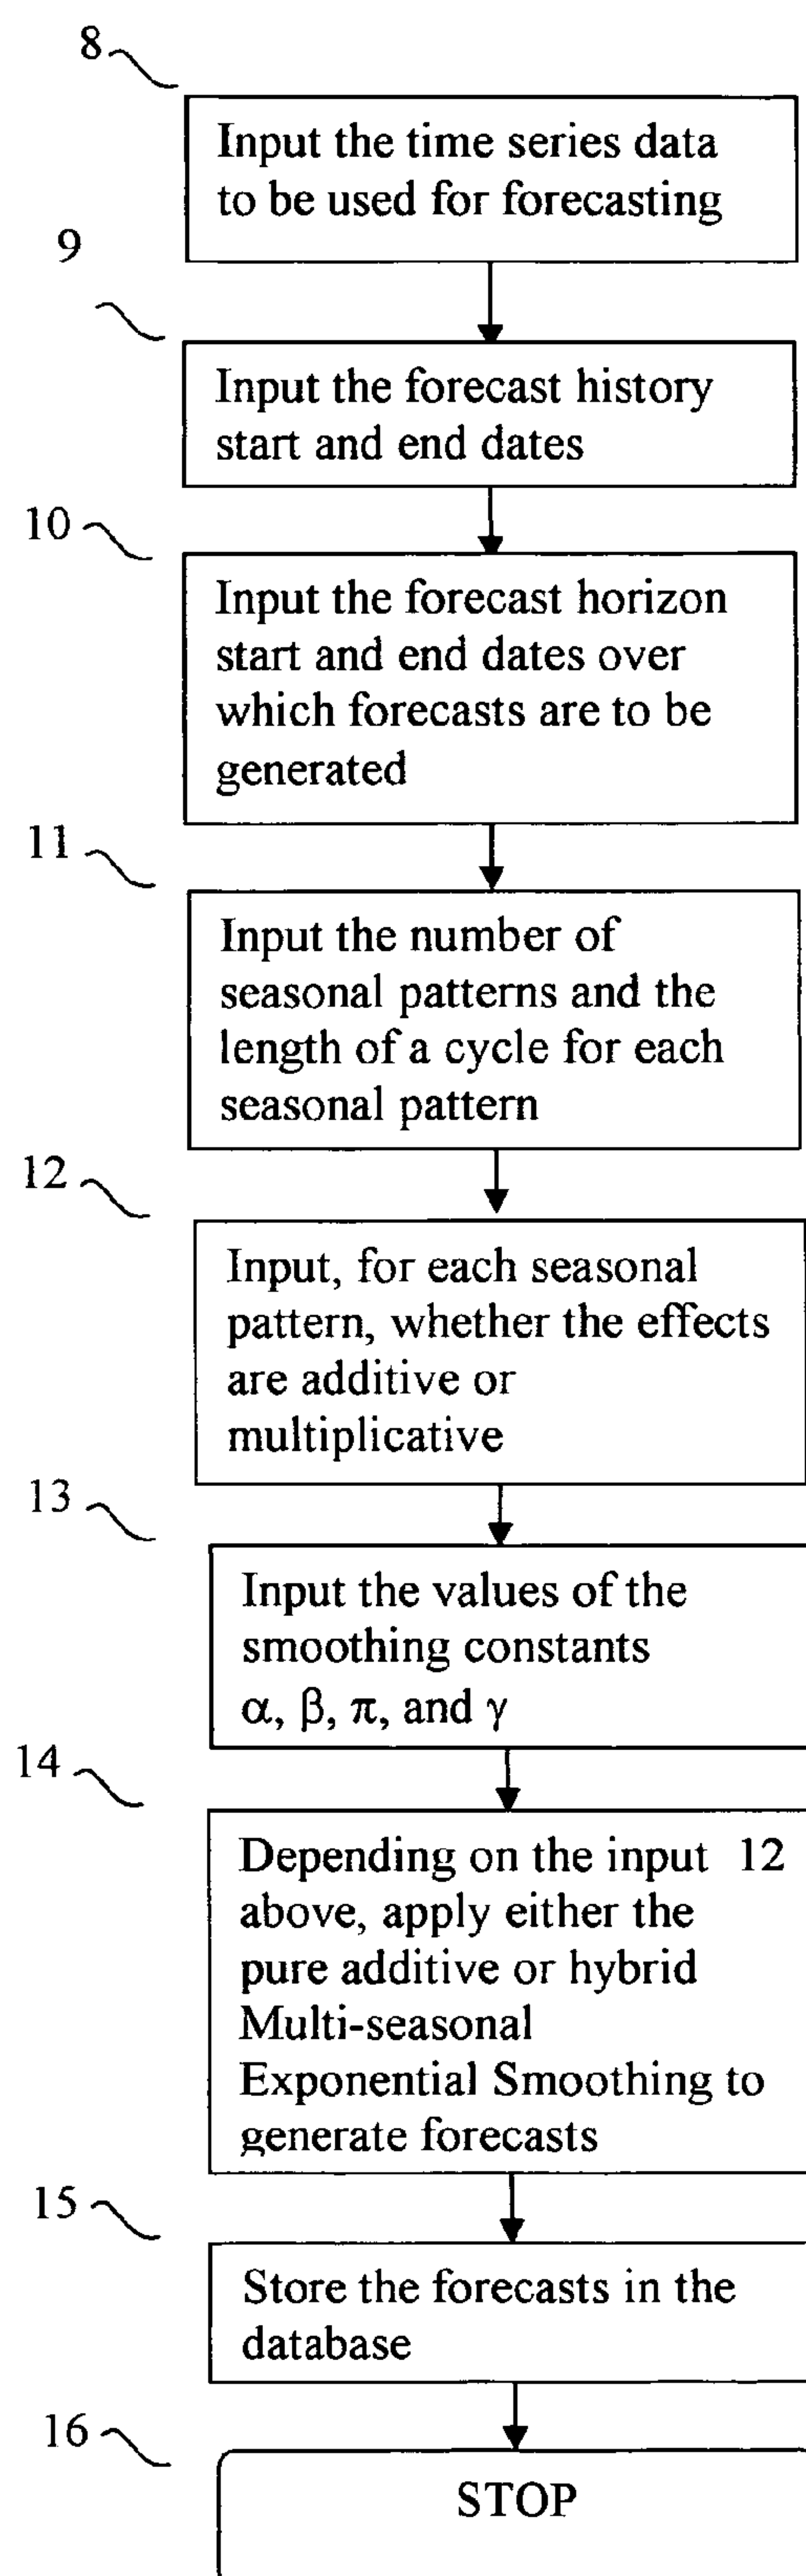 8
Input the time series data
to be used for forecasting
9
Input the forecast history
start and end dates
10
Input the forecast horizon
start and end dates over
which forecasts are to be
generated
11
Input the number of
seasonal patterns and the
length of a cycle for each
seasonal pattern
12
Input, for each seasonal
pattern, whether the effects
are additive or
multiplicative
13
Input the values of the
smoothing constants
α, β, π, and γ
14
Depending on the input 12
above, apply either the
pure additive or hybrid
Multi-seasonal
Exponential Smoothing to
generate forecasts
15
Store the forecasts in the
database
16
STOP